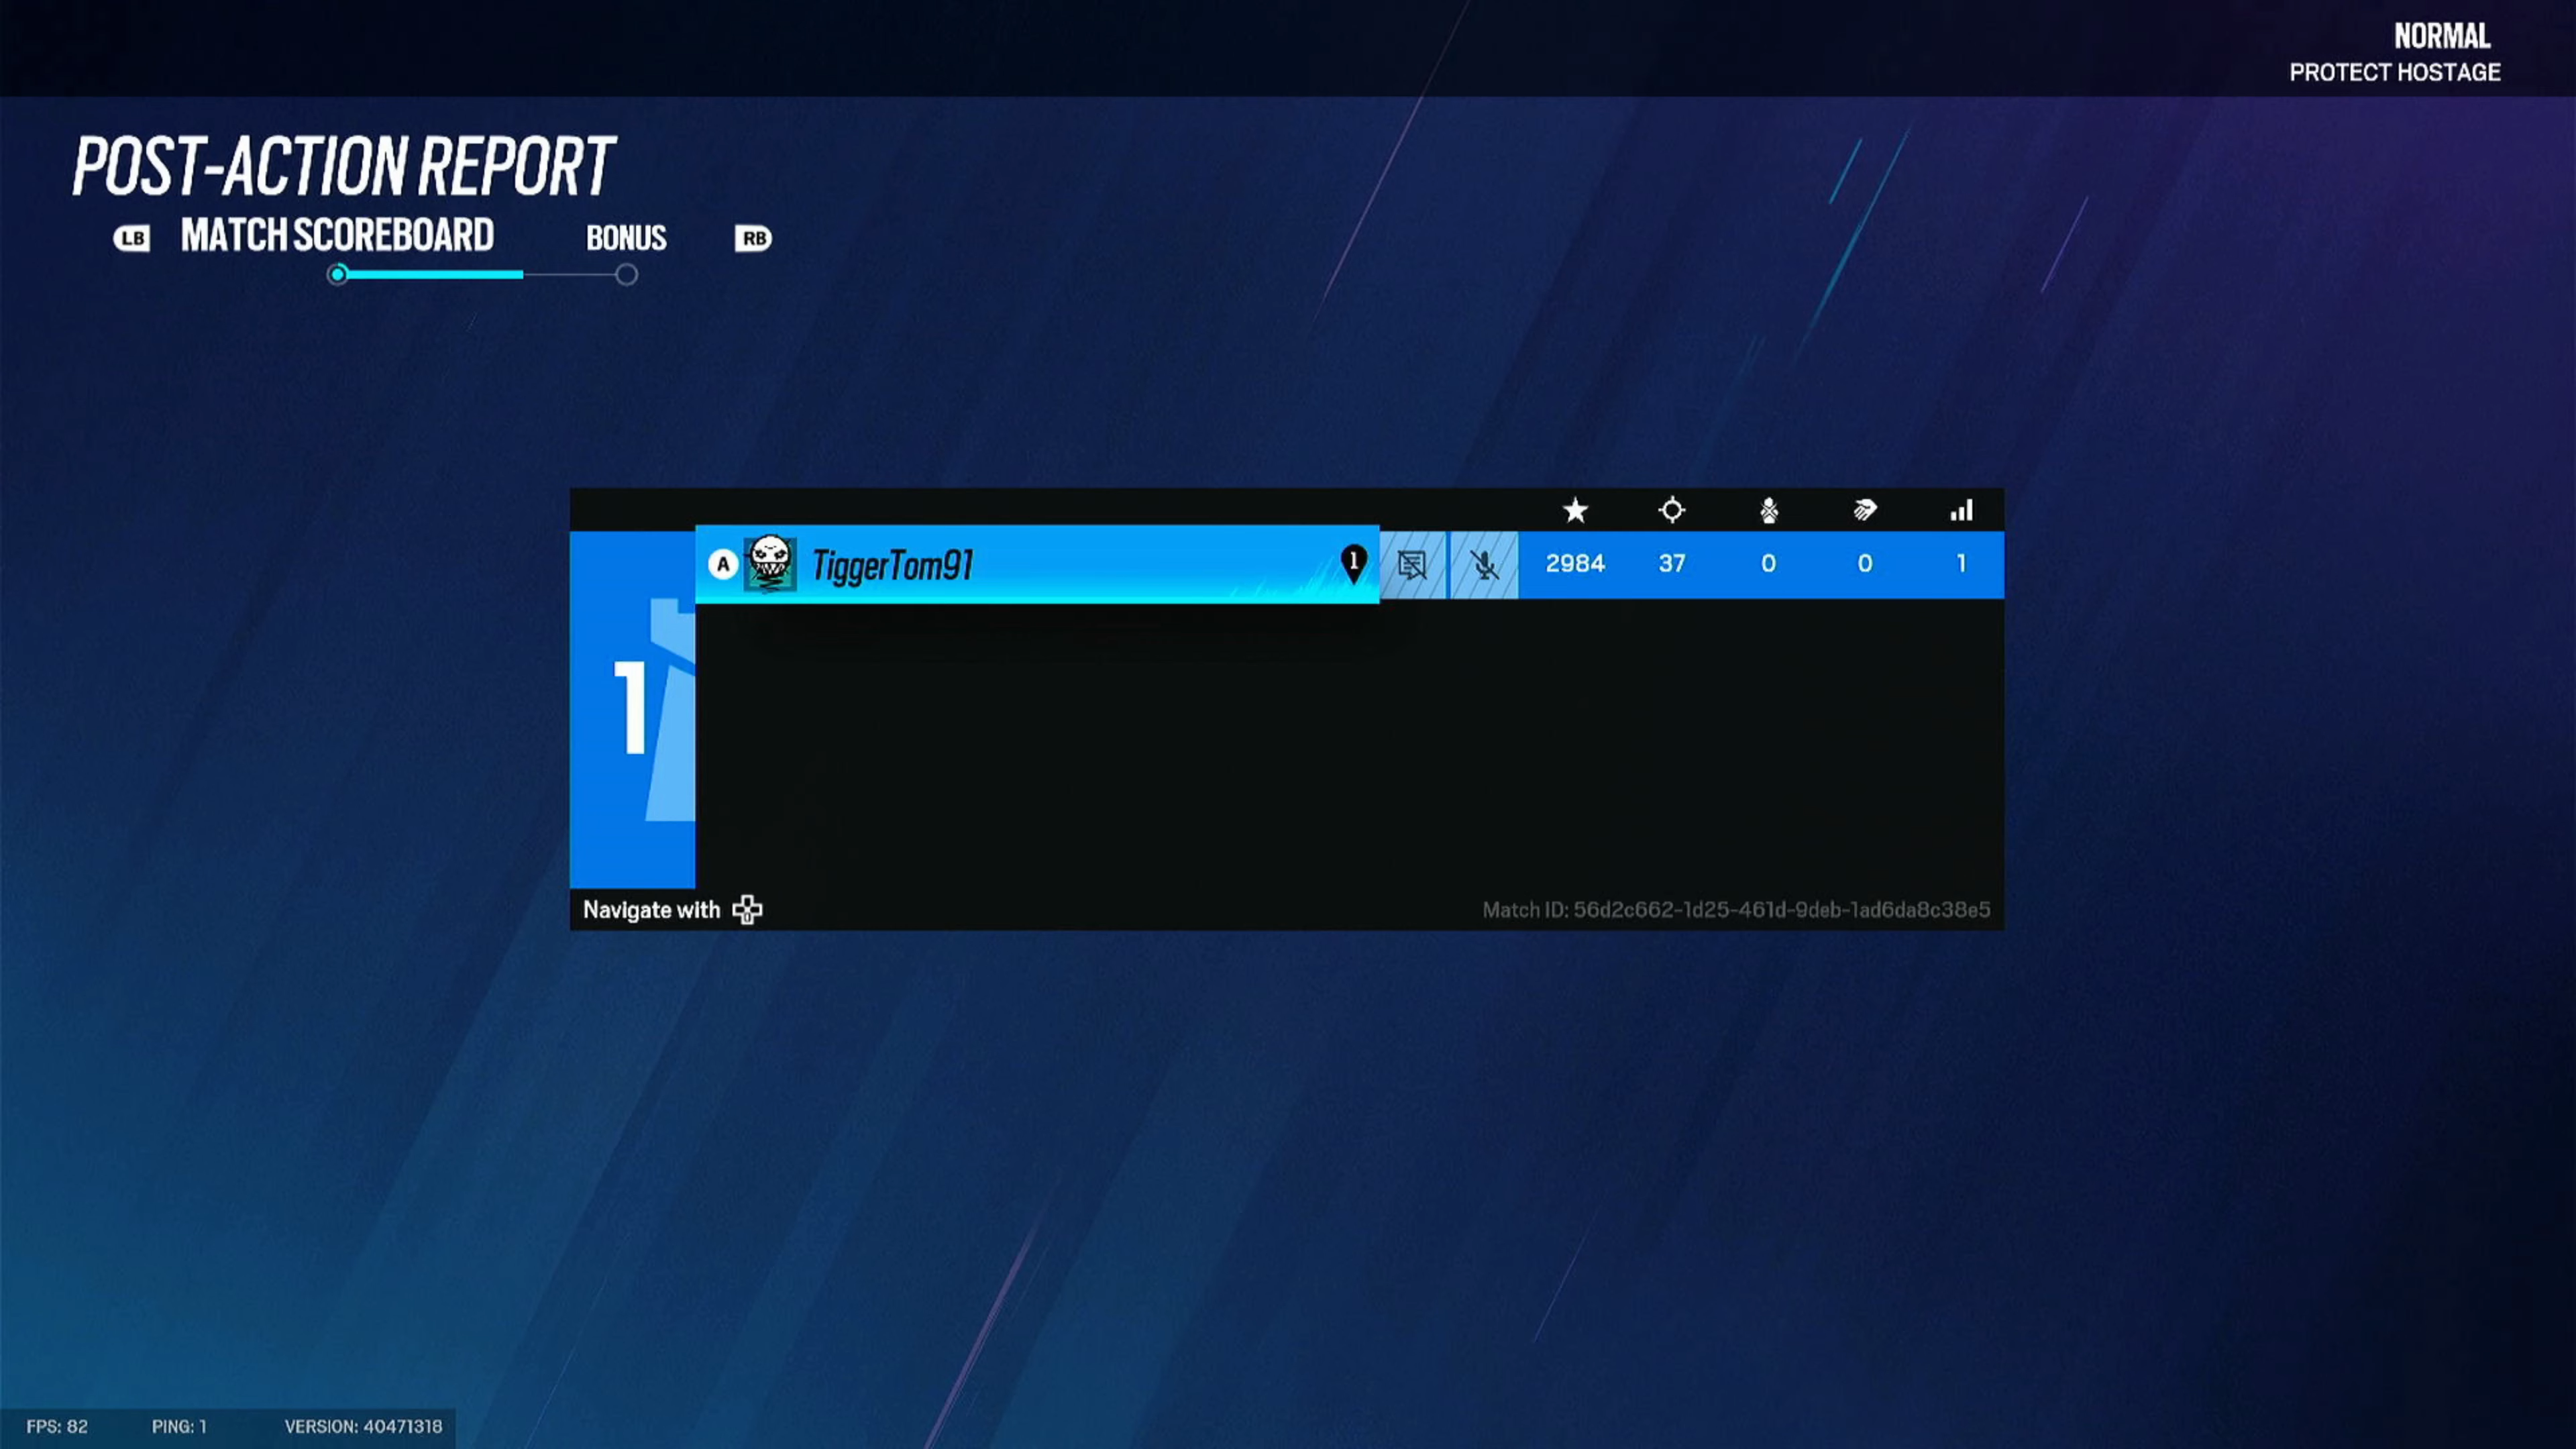 NORMAL
PROTECT HOSTAGE
POST-ACTION REPORT
LB MATCH SCOREBOARD BONUS RB
A TiggerTom91 1 2984 37 0 0 1
1
Navigate with
Match ID: 56d2c662-1d25-461d-9deb-1ad6da8c38e5
FPS: 82 PING: 1 VERSION: 40471318